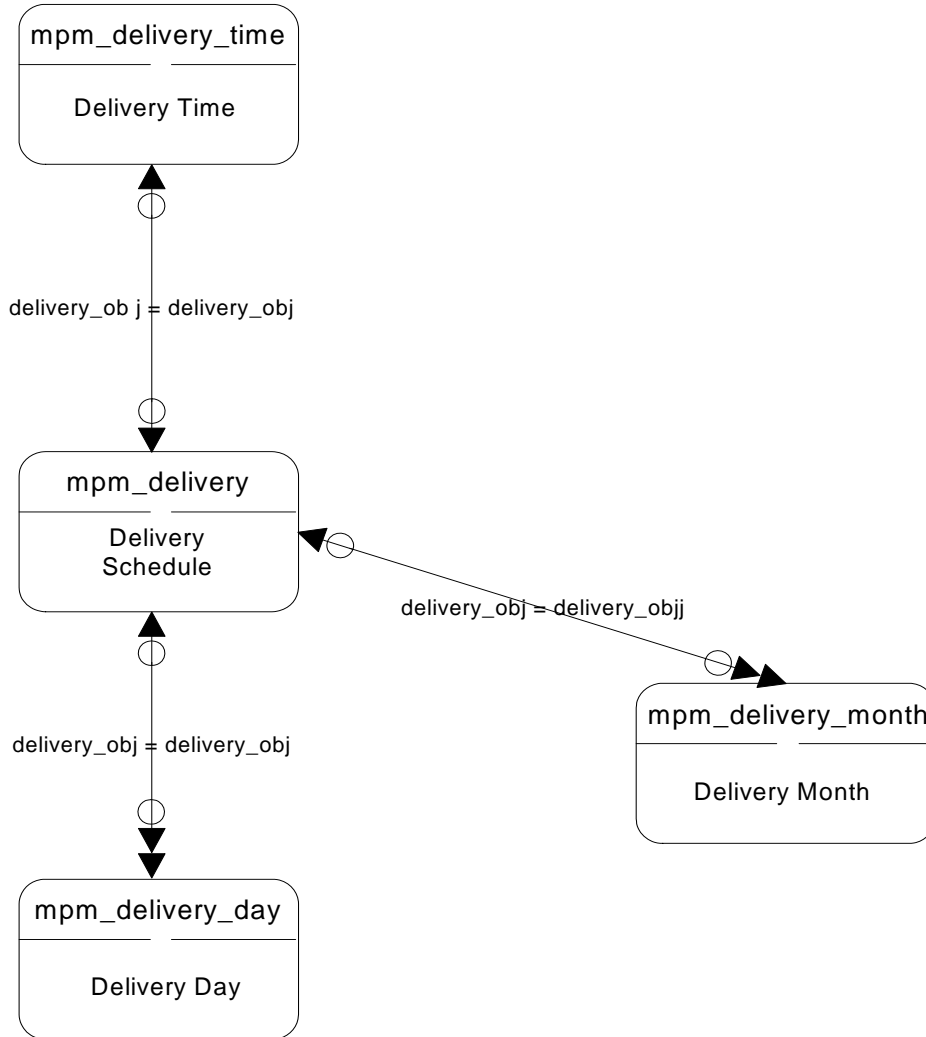 mpm_delivery_time
Delivery Time
delivery_ob j = delivery_obj
mpm_delivery
Delivery
Schedule
delivery_obj = delivery_objj
mpm_delivery_month
Delivery Month
delivery_obj = delivery_obj
mpm_delivery_day
Delivery Day